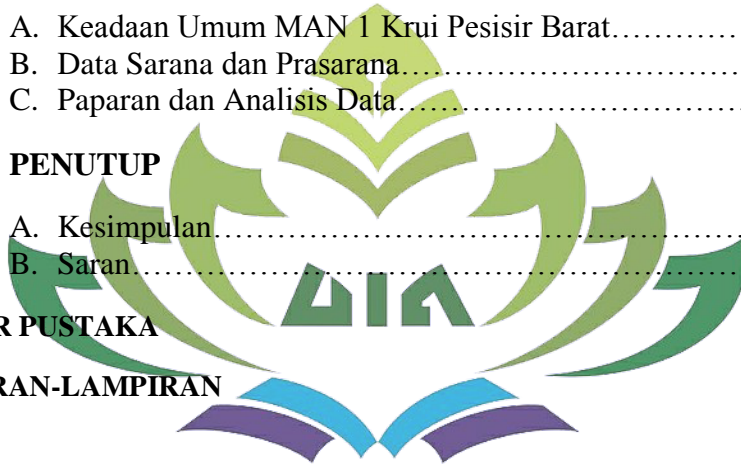 A. Keadaan Umum MAN 1 Krui Pesisir Barat…………
B. Data Sarana dan Prasarana…………………………………
C. Paparan dan Analisis Data…………………………………
PENUTUP
A. Kesimpulan……………………………………………………
B. Saran………………………………………………………………
R PUSTAKA
UIN
RAN-LAMPIRAN